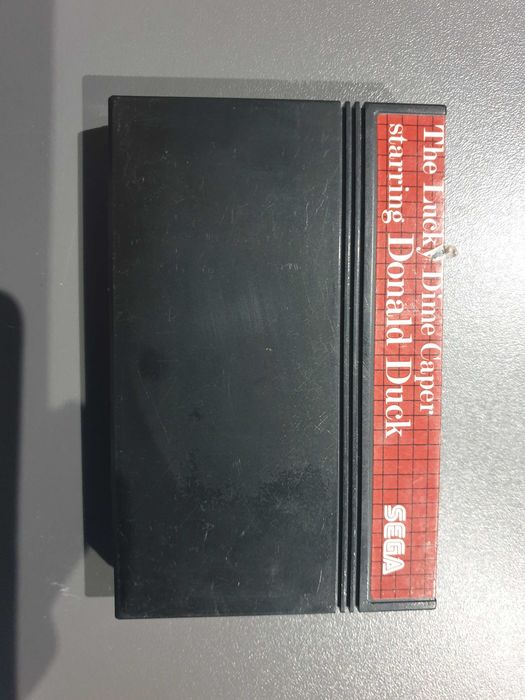 The Lucky Dime Caper
starring Donald Duck
SEGA